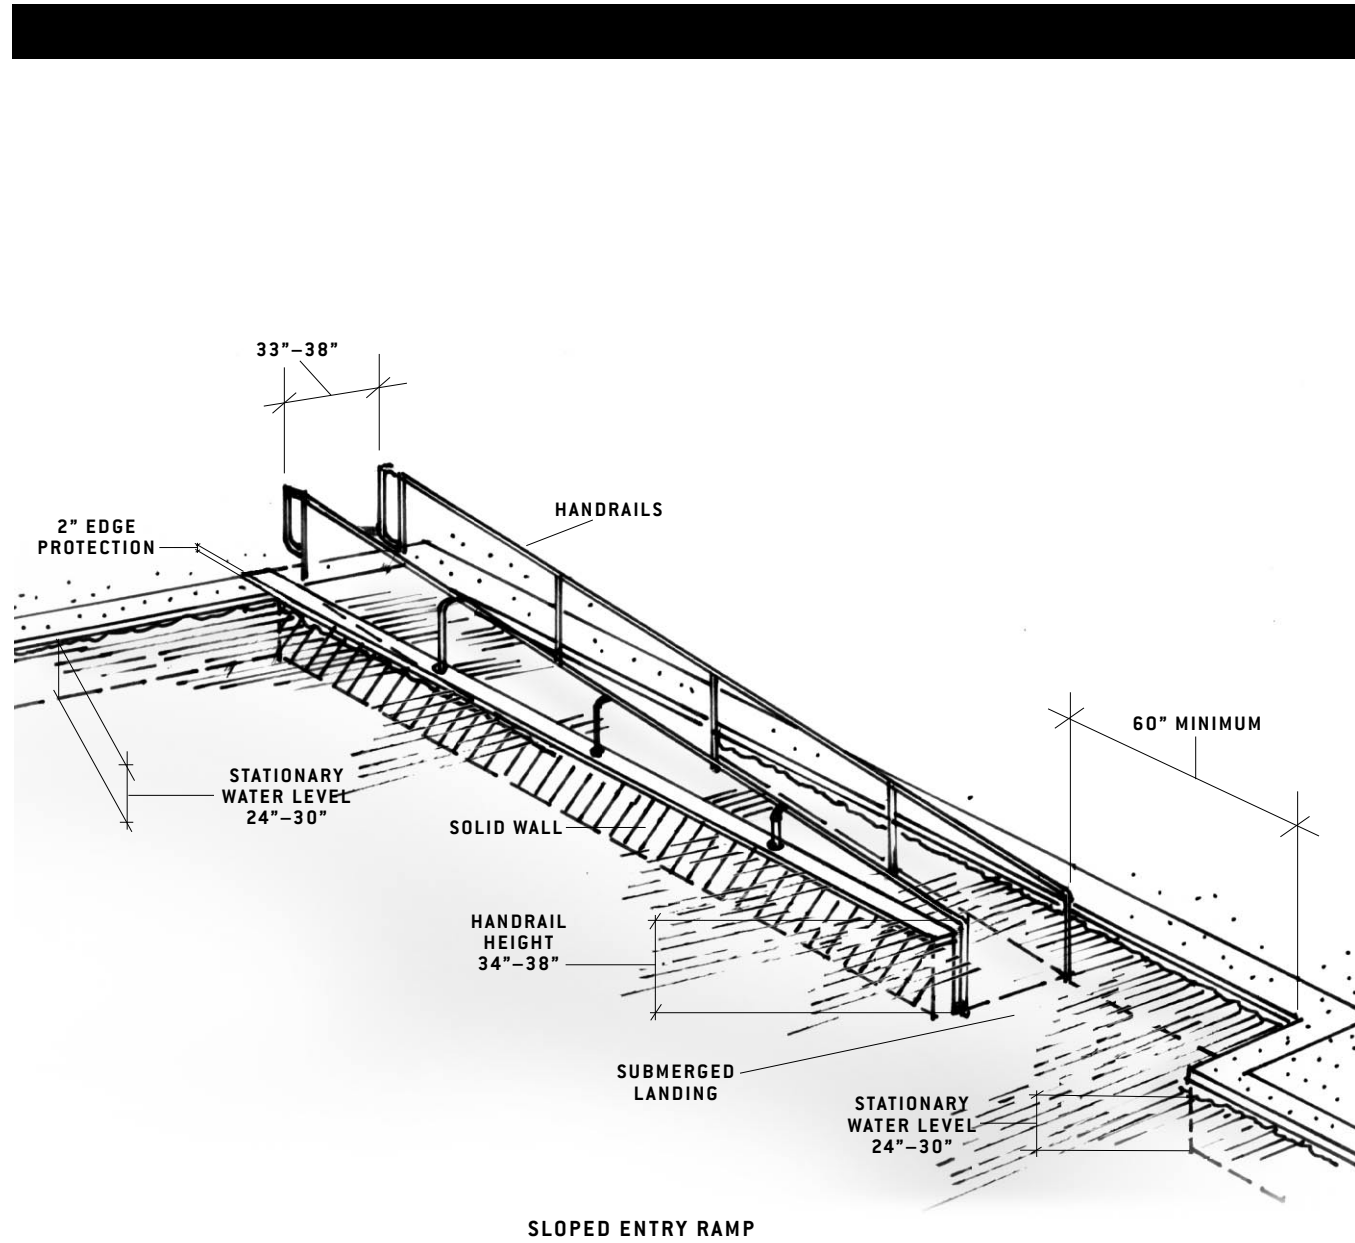 33”–38”
HANDRAILS
2” EDGE
PROTECTION
60” MINIMUM
STATIONARY
WATER LEVEL
24”–30”
SOLID WALL
HANDRAIL
HEIGHT
34”–38”
SUBMERGED
LANDING
STATIONARY
WATER LEVEL
24”–30”
SLOPED ENTRY RAMP